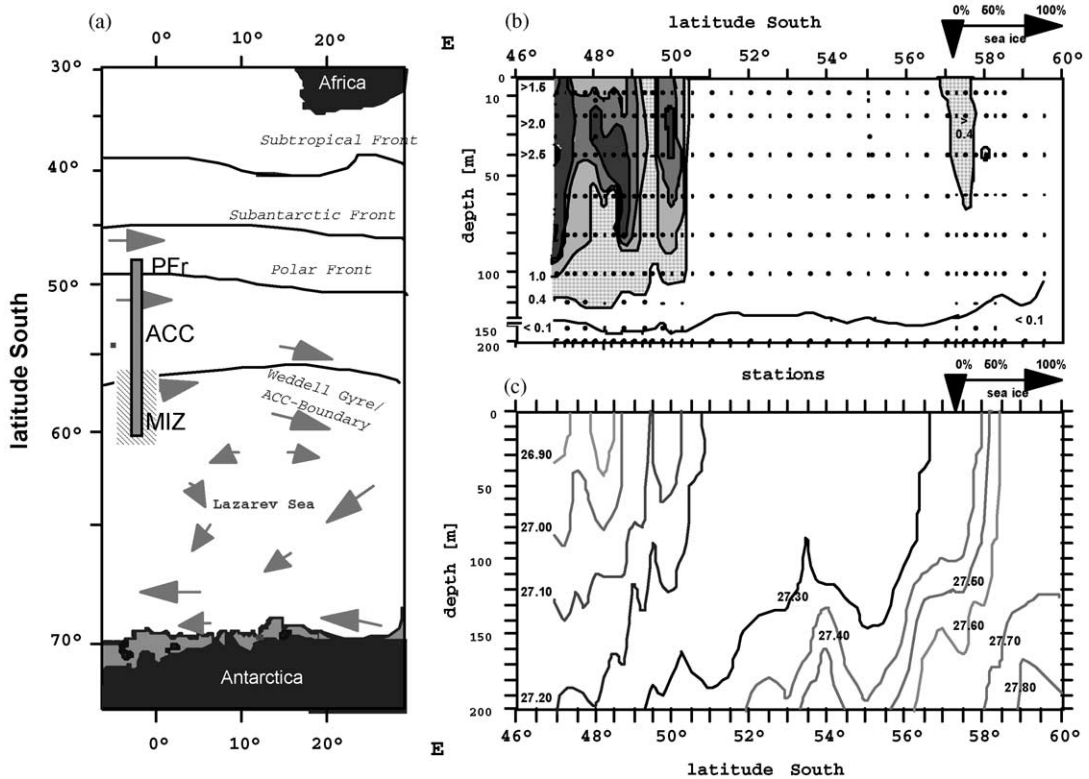 (a)
0° 10° 20°
E
30°
40°
50°
60°
70°
latitude South
Africa
Subtropical Front
Subantarctic Front
Polar Front
PFr
ACC
MIZ
Weddell Gyre/
ACC-Boundary
Lazarev Sea
Antarctica
0° 10° 20°
E
(b)
latitude South
0% 50% 100%
sea ice
46° 48° 50° 52° 54° 56° 58° 60°
0
10
50
100
150
200
depth [m]
>1.6
>2.0
>2.6
1.0
0.4
< 0.1
>
0.4
< 0.1
stations
(c)
0% 50% 100%
sea ice
0
50
100
150
200
depth [m]
26.90
27.00
27.10
27.20
27.30
27.40
27.50
27.60
27.70
27.80
46° 48° 50° 52° 54° 56° 58° 60°
latitude South